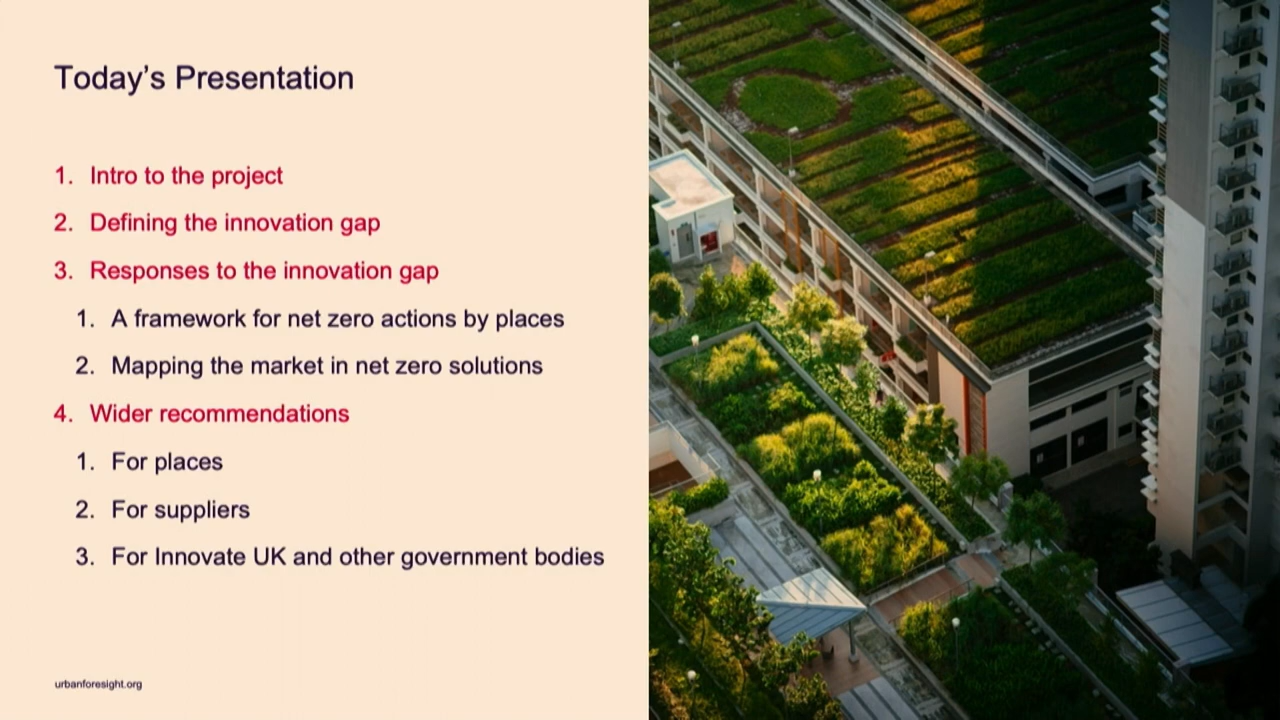 Today’s Presentation
1. Intro to the project
2. Defining the innovation gap
3. Responses to the innovation gap
1. A framework for net zero actions by places
2. Mapping the market in net zero solutions
4. Wider recommendations
1. For places
2. For suppliers
3. For Innovate UK and other government bodies
urbanforesight.org